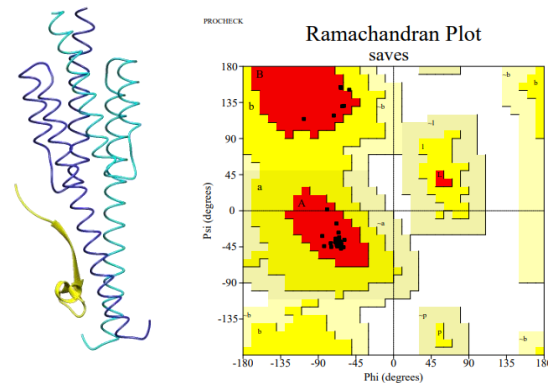 PROCHECK
Ramachandran Plot
saves
180
135
90
45
0
-45
-90
-135
-180
Psi (degrees)
B
b
~b
~b
b
~l
l
L
a
A
~a
~b
b
~p
p
~b
-180
-135
-90
-45
0
45
90
135
180
Phi (degrees)